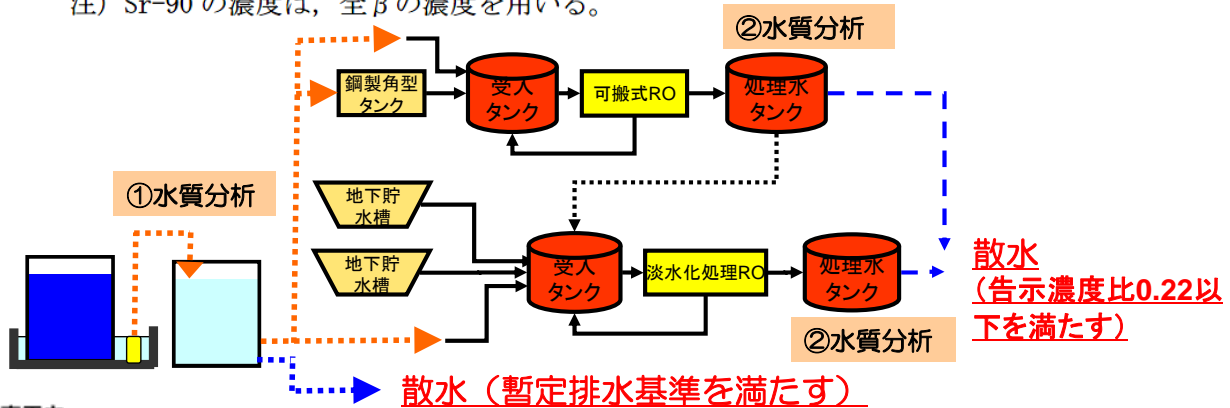 注）Sr-90 の濃度は，全βの濃度を用いる。
②水質分析
鋼製角型
タンク
受入
タンク
可搬式RO
処理水
タンク
①水質分析
地下貯
水槽
地下貯
水槽
受入
タンク
淡水化処理RO
処理水
タンク
②水質分析
散水
（告示濃度比0.22以
下を満たす）
散水（暫定排水基準を満たす）